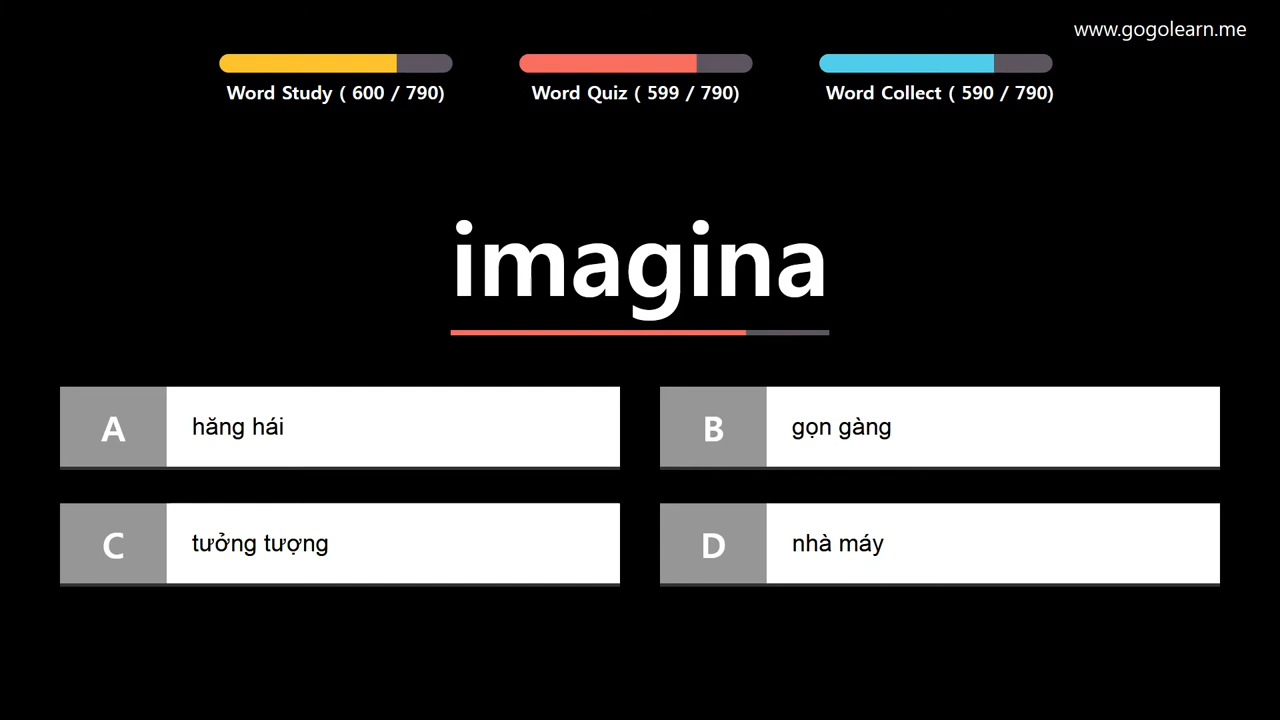 www.gogolearn.me
Word Study ( 600 / 790)
Word Quiz ( 599 / 790)
Word Collect ( 590 / 790)
imagina
A hăng hái
B gọn gàng
C tưởng tượng
D nhà máy